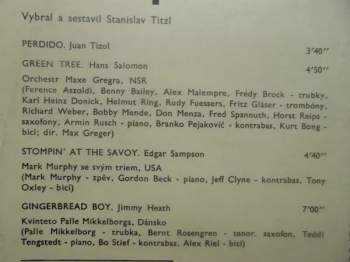 Vybral a sestavil Stanislav Titzl
PERDIDO. Juan Tizol 3'40"
GREEN TREE. Hans Salomon 4'50"
Orchestr Maxe Gregra, NSR
(Ference Aszoldi, Benny Bailey, Alex Malempre, Fredy Brock - trubky,
Karl Heinz Donick, Helmut Ring, Rudy Fuessers, Fritz Gläser - trombóny,
Richard Weber, Bobby Mende, Don Menza, Fred Spannuth, Horst Reips -
saxofony, Armin Rusch - piano, Branko Pejakovič - kontrabas, Kurt Bong -
bicí; dir. Max Greger)
STOMPIN' AT THE SAVOY. Edgar Sampson 4'40"
Mark Murphy se svým triem, USA
(Mark Murphy - zpěv, Gordon Beck - piano, Jeff Clyne - kontrabas, Tony
Oxley - bicí)
GINGERBREAD BOY. Jimmy Heath 7'00"
Kvinteto Palle Mikkelborga, Dánsko
(Palle Mikkelborg - trubka, Bernt Rosengren - tenor. saxofon, Teddi
Tengstedt - piano, Bo Stief - kontrabas, Alex Riel - bicí)